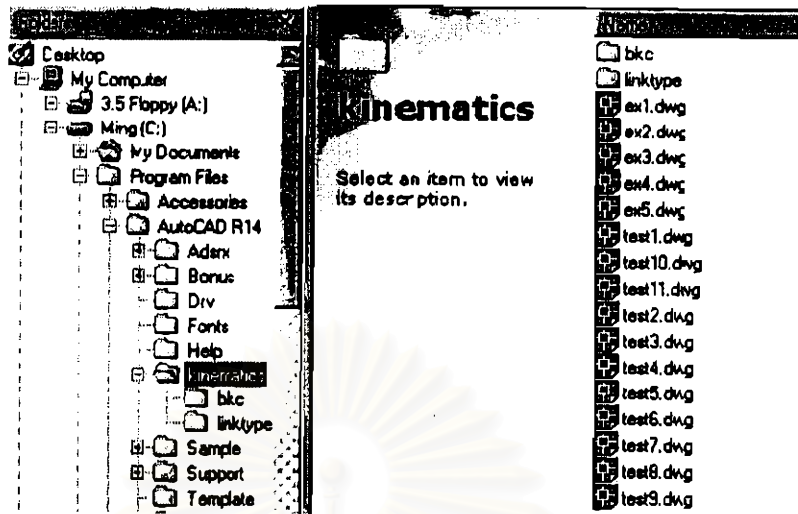 Folders
Desktop
My Computer
3.5 Floppy (A:)
Ming (C:)
My Documents
Program Files
Accessories
AutoCAD R14
Adsrx
Bonus
Drv
Fonts
Help
kinematics
bkc
linktype
Sample
Support
Template
kinematics
Select an item to view
its description.
Name
bkc
linktype
ex1.dwg
ex2.dwg
ex3.dwg
ex4.dwg
ex5.dwg
test1.dwg
test10.dwg
test11.dwg
test2.dwg
test3.dwg
test4.dwg
test5.dwg
test6.dwg
test7.dwg
test8.dwg
test9.dwg